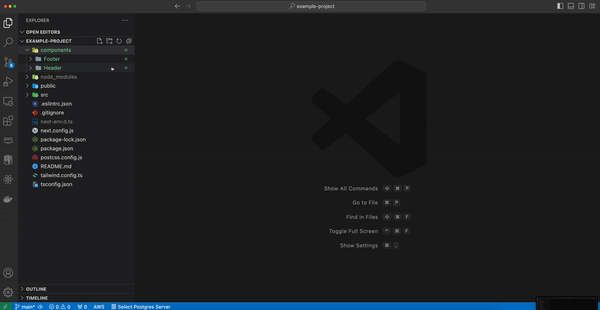 example-project
EXPLORER
OPEN EDITORS
EXAMPLE-PROJECT
components
Footer
Header
node_modules
public
src
.eslintrc.json
.gitignore
next-env.d.ts
next.config.js
package-lock.json
package.json
postcss.config.js
README.md
tailwind.config.ts
tsconfig.json
Show All Commands ⇧ ⌘ P
Go to File ⌘ P
Find in Files ⇧ ⌘ F
Toggle Full Screen ⌃ ⌘ F
Show Settings ⌘ ,
OUTLINE
TIMELINE
main* 0 0 0 AWS Select Postgres Server